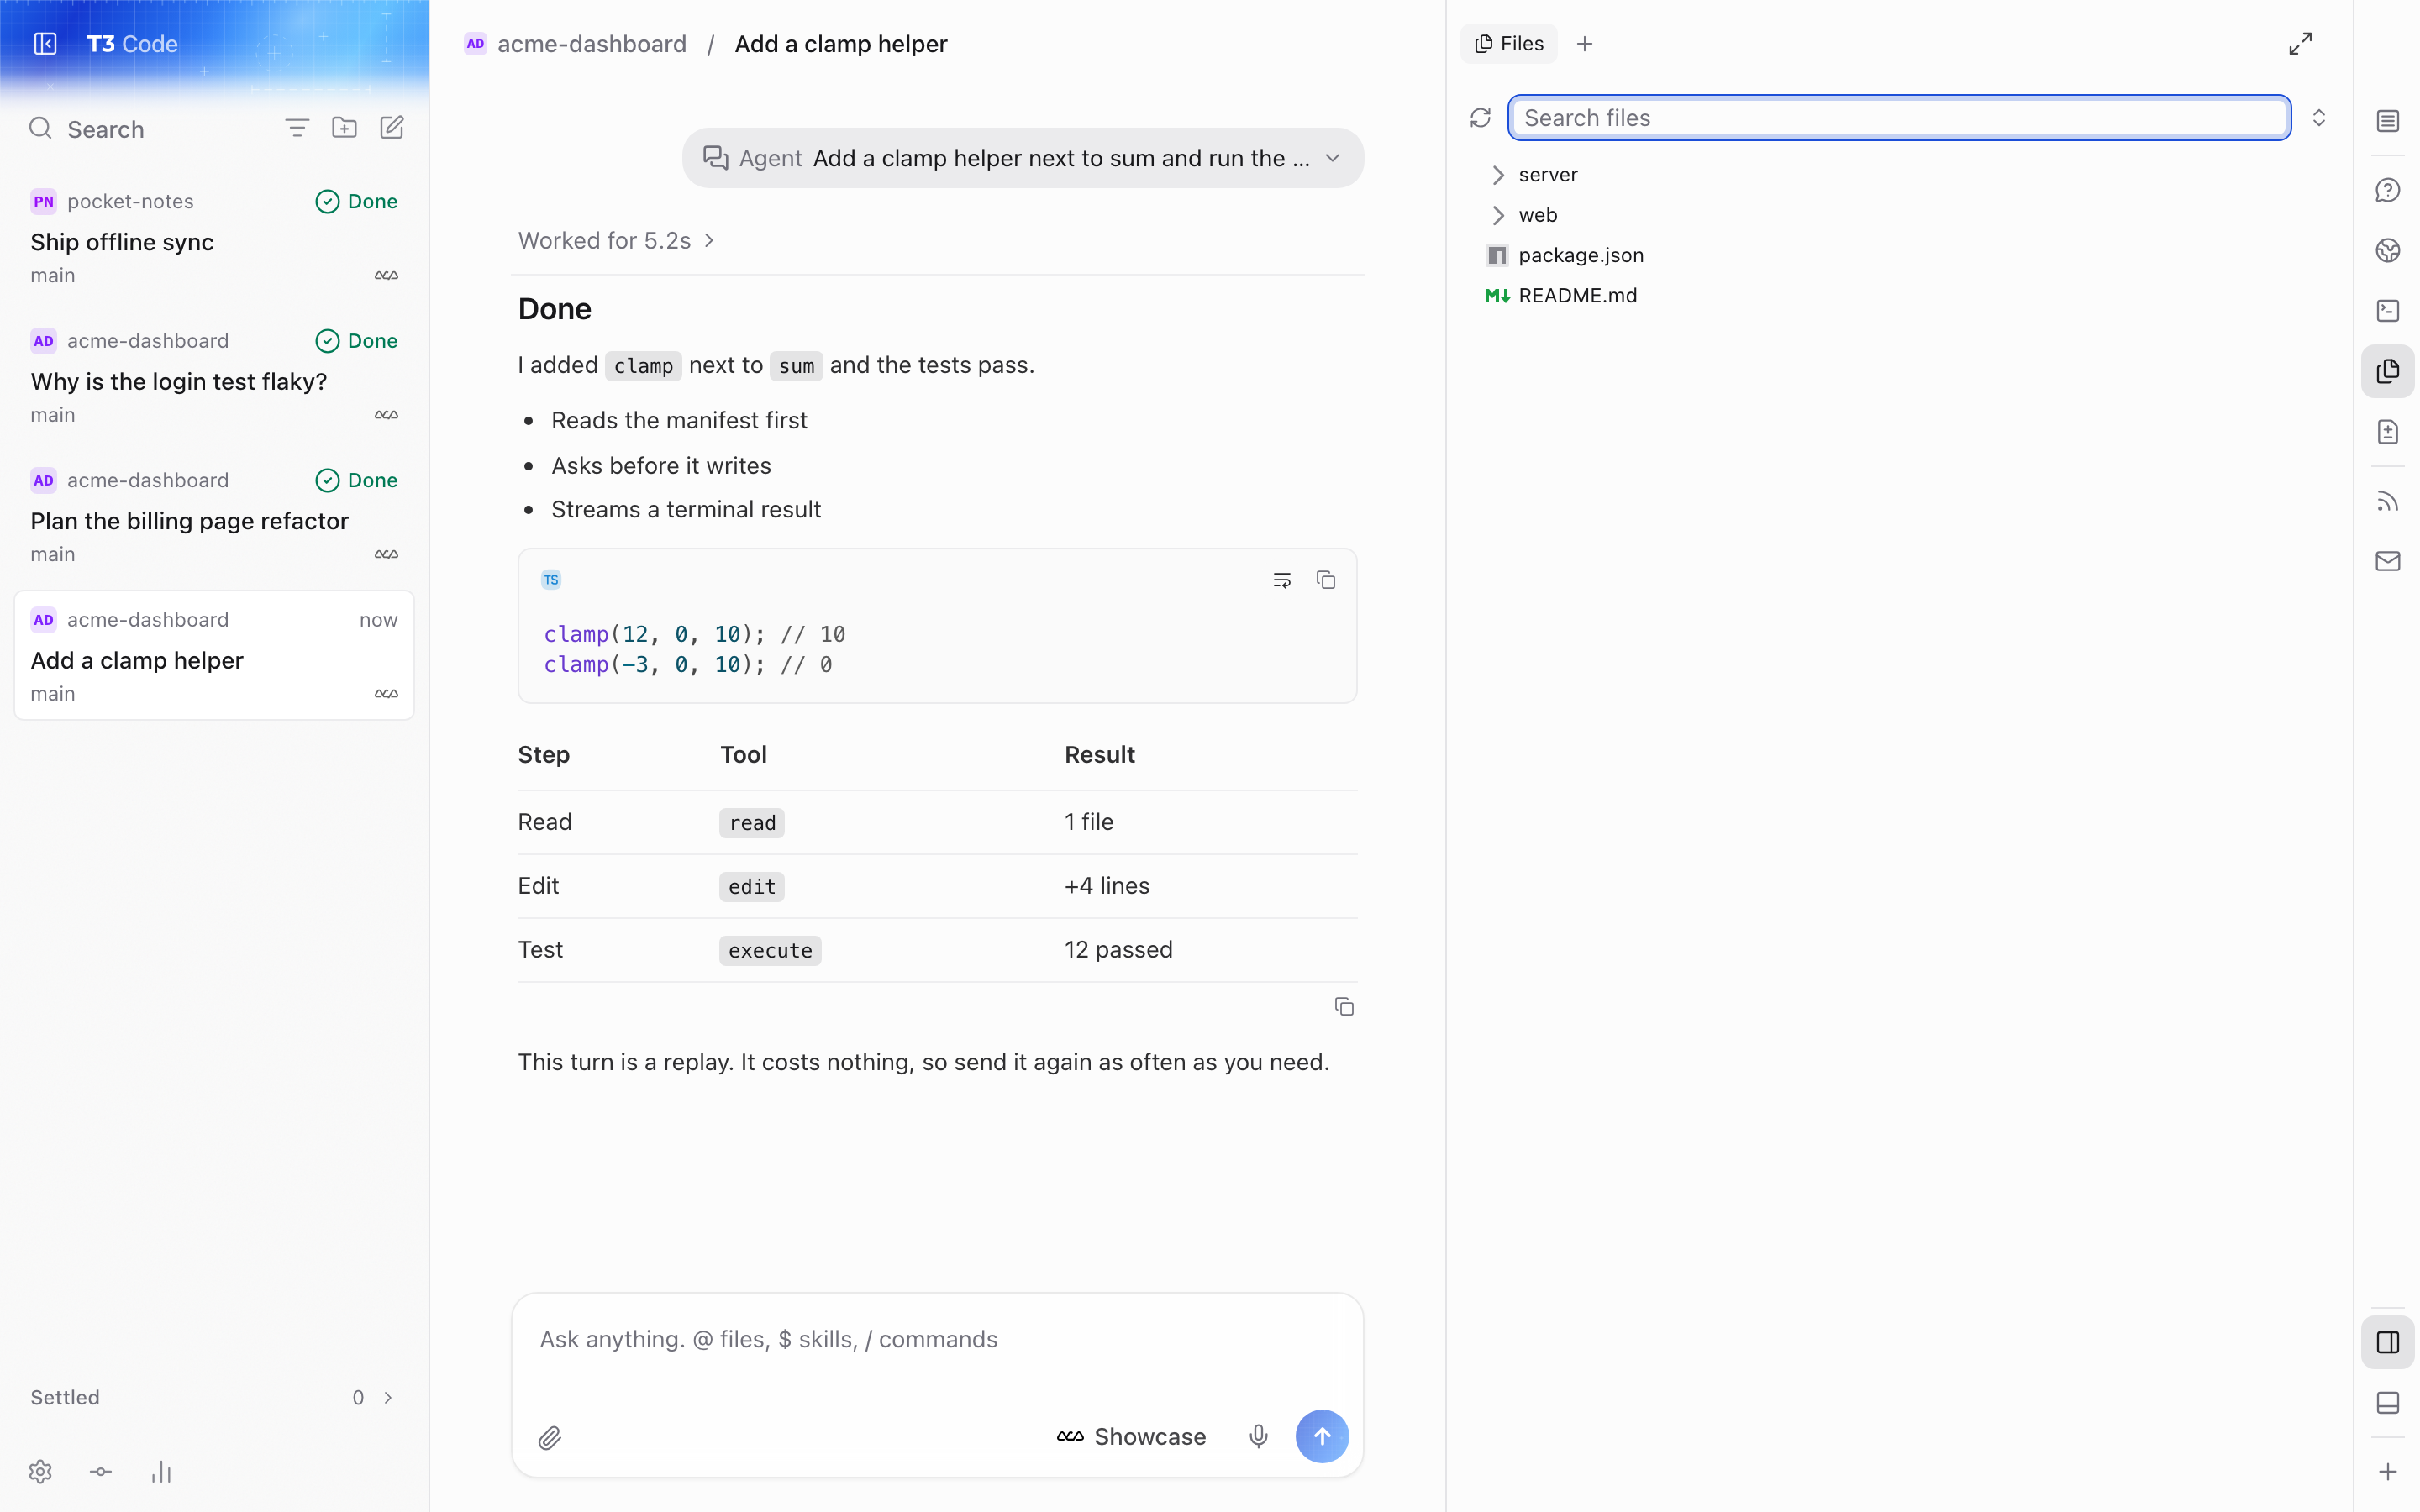 T3 Code
Search
PN pocket-notes Done
Ship offline sync
main
AD acme-dashboard Done
Why is the login test flaky?
main
AD acme-dashboard Done
Plan the billing page refactor
main
AD acme-dashboard now
Add a clamp helper
main
Settled 0
AD acme-dashboard / Add a clamp helper
Agent Add a clamp helper next to sum and run the ...
Worked for 5.2s
Done
I added clamp next to sum and the tests pass.
• Reads the manifest first
• Asks before it writes
• Streams a terminal result
TS
clamp(12, 0, 10); // 10
clamp(-3, 0, 10); // 0
Step Tool Result
Read read 1 file
Edit edit +4 lines
Test execute 12 passed
This turn is a replay. It costs nothing, so send it again as often as you need.
Ask anything. @ files, $ skills, / commands
Showcase
Files
Search files
server
web
package.json
M↓ README.md